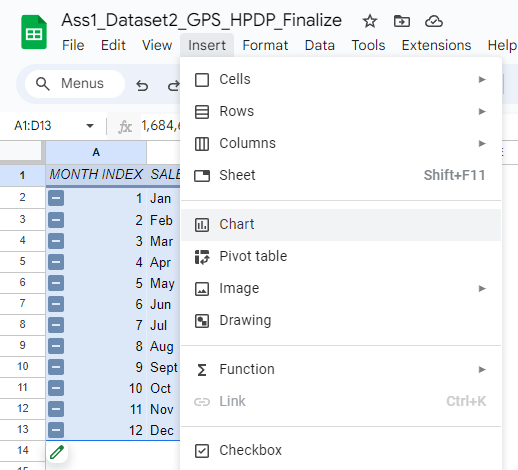 Ass1_Dataset2_GPS_HPDP_Finalize
File Edit View Insert Format Data Tools Extensions Help
Menus
A1:D13 fx 1,684,
A
1 MONTH INDEX SALE
2 1 Jan
3 2 Feb
4 3 Mar
5 4 Apr
6 5 May
7 6 Jun
8 7 Jul
9 8 Aug
10 9 Sept
11 10 Oct
12 11 Nov
13 12 Dec
14
Cells
Rows
Columns
Sheet Shift+F11
Chart
Pivot table
Image
Drawing
Function
Link Ctrl+K
Checkbox